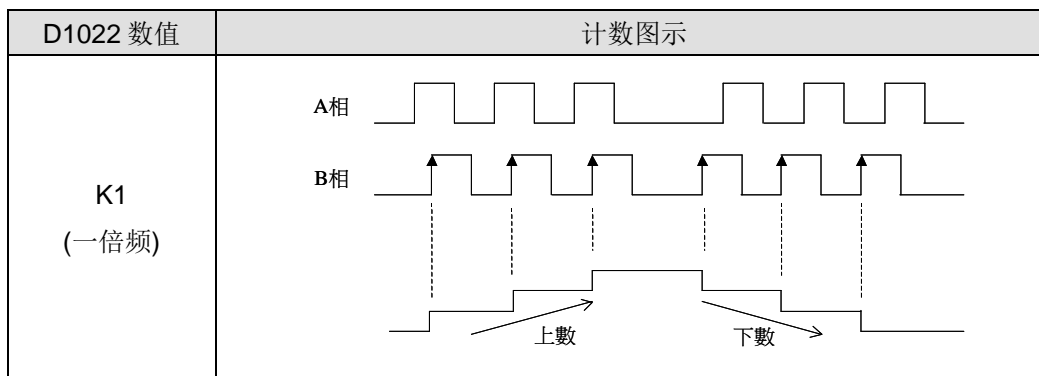 D1022 数值
计数图示
A相
B相
K1
(一倍频)
上數
下數